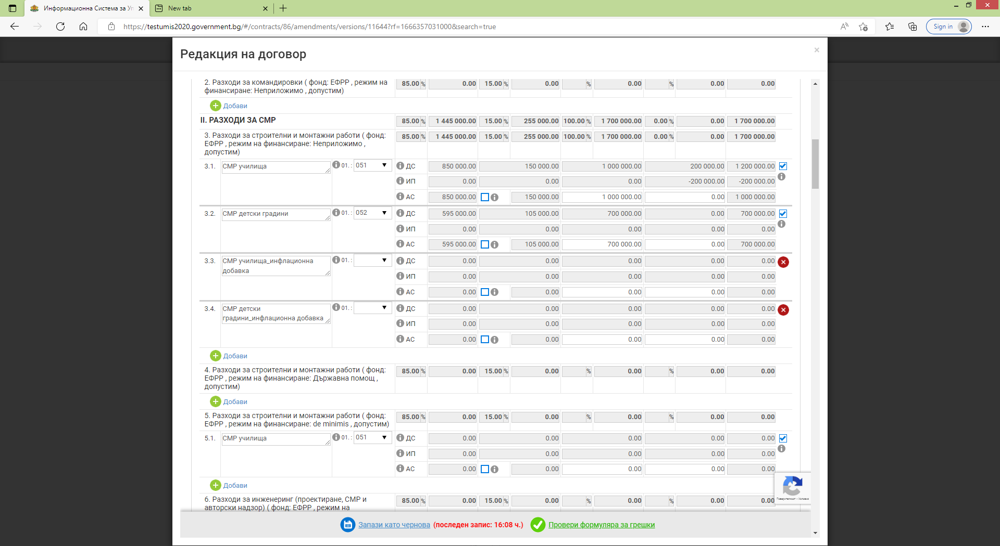 Информационна Система за Уп
New tab
https://testumis2020.government.bg/#/contracts/86/amendments/versions/11644?rf=1666357031000&search=true
Sign in
Редакция на договор
2. Разходи за командировки ( фонд: ЕФРР , режим на финансиране: Неприложимо , допустим) 85.00 % 0.00 15.00 % 0.00 % 0.00 % 0.00 0.00
Добави
II. РАЗХОДИ ЗА СМР 85.00 % 1 445 000.00 15.00 % 255 000.00 100.00 % 1 700 000.00 0.00 % 0.00 1 700 000.00
3. Разходи за строителни и монтажни работи ( фонд: ЕФРР , режим на финансиране: Неприложимо , допустим) 85.00 % 1 445 000.00 15.00 % 255 000.00 100.00 % 1 700 000.00 0.00 % 0.00 1 700 000.00
3.1. СМР училища 01. : 051 ДС 850 000.00 150 000.00 1 000 000.00 200 000.00 1 200 000.00
ИП 0.00 0.00 0.00 -200 000.00 -200 000.00
АС 850 000.00 150 000.00 1 000 000.00 0.00 1 000 000.00
3.2. СМР детски градини 01. : 052 ДС 595 000.00 105 000.00 700 000.00 0.00 700 000.00
ИП 0.00 0.00 0.00 0.00 0.00
АС 595 000.00 105 000.00 700 000.00 0.00 700 000.00
3.3. СМР училища_инфлационна добавка 01. : ДС 0.00 0.00 0.00 0.00 0.00
ИП 0.00 0.00 0.00 0.00 0.00
АС 0.00 0.00 0.00 0.00 0.00
3.4. СМР детски градини_инфлационна добавка 01. : ДС 0.00 0.00 0.00 0.00 0.00
ИП 0.00 0.00 0.00 0.00 0.00
АС 0.00 0.00 0.00 0.00 0.00
Добави
4. Разходи за строителни и монтажни работи ( фонд: ЕФРР , режим на финансиране: Държавна помощ , допустим) 85.00 % 0.00 15.00 % 0.00 % 0.00 % 0.00 0.00
Добави
5. Разходи за строителни и монтажни работи ( фонд: ЕФРР , режим на финансиране: de minimis , допустим) 85.00 % 0.00 15.00 % 0.00 % 0.00 % 0.00 0.00
5.1. СМР училища 01. : 051 ДС 0.00 0.00 0.00 0.00 0.00
ИП 0.00 0.00 0.00 0.00 0.00
АС 0.00 0.00 0.00 0.00 0.00
Добави
6. Разходи за инженеринг (проектиране, СМР и авторски надзор) ( фонд: ЕФРР , режим на 85.00 % 0.00 15.00 % 0.00 % 0.00 % 0.00 0.00
Поверителност - Условия
Запази като чернова (последен запис: 16:08 ч.) Провери формуляра за грешки